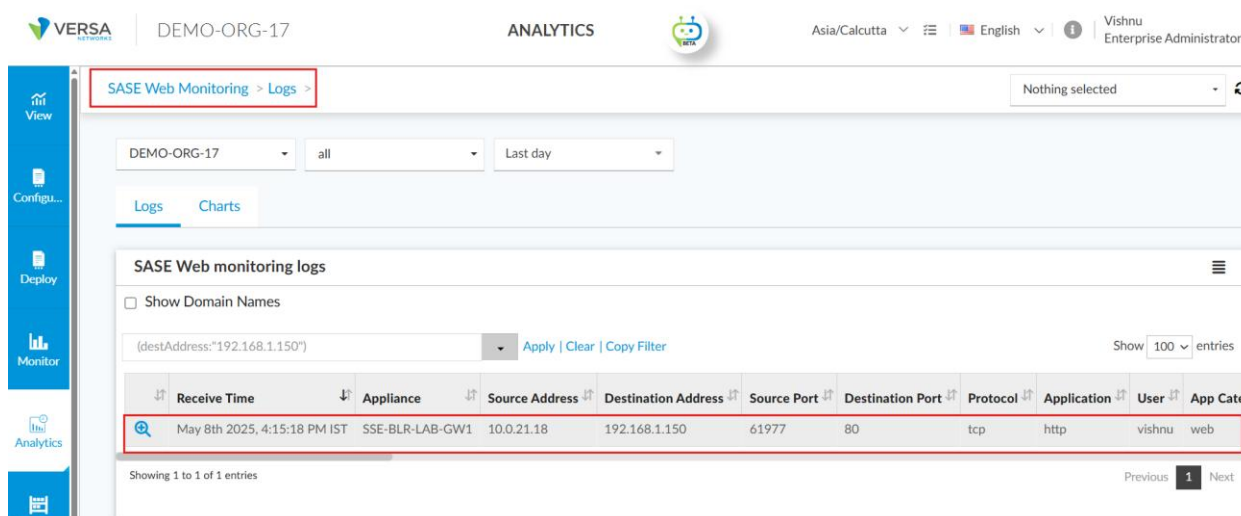 VERSA
NETWORKS
DEMO-ORG-17
ANALYTICS
BETA
Asia/Calcutta
English
Vishnu
Enterprise Administrator
View
Configu...
Deploy
Monitor
Analytics
SASE Web Monitoring > Logs >
Nothing selected
DEMO-ORG-17
all
Last day
Logs
Charts
SASE Web monitoring logs
Show Domain Names
(destAddress:"192.168.1.150")
Apply | Clear | Copy Filter
Show 100 entries
Receive Time Appliance Source Address Destination Address Source Port Destination Port Protocol Application User App Cate
May 8th 2025, 4:15:18 PM IST SSE-BLR-LAB-GW1 10.0.21.18 192.168.1.150 61977 80 tcp http vishnu web
Showing 1 to 1 of 1 entries
Previous 1 Next